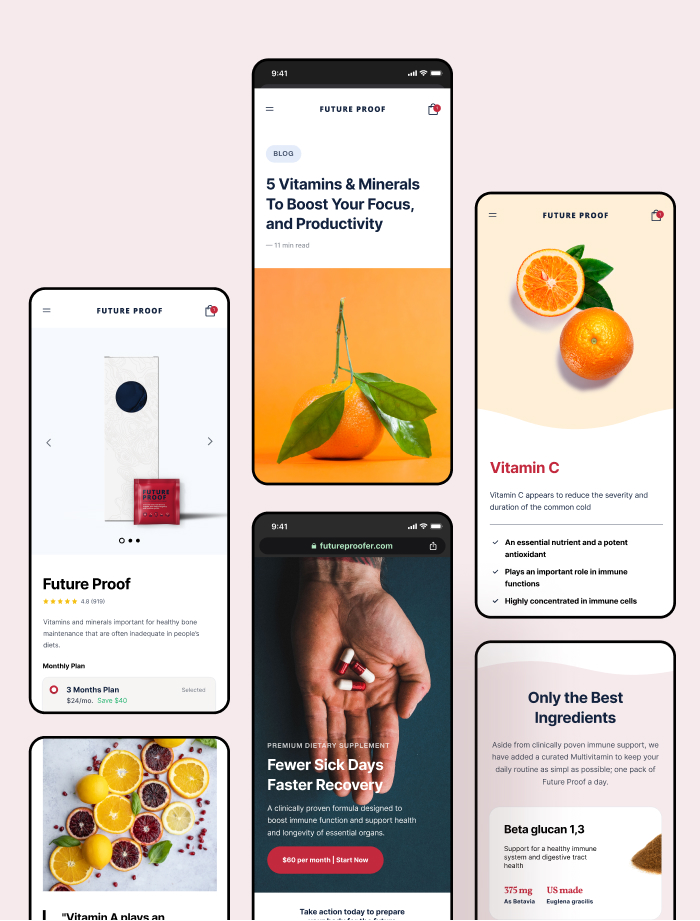 9:41
FUTURE PROOF
1
BLOG
5 Vitamins & Minerals
To Boost Your Focus,
and Productivity
— 11 min read
FUTURE PROOF
1
Vitamin C
Vitamin C appears to reduce the severity and
duration of the common cold
An essential nutrient and a potent
antioxidant
Plays an important role in immune
functions
Highly concentrated in immune cells
FUTURE PROOF
1
FUTURE
PROOF
Future Proof
4.8 (919)
Vitamins and minerals important for healthy bone
maintenance that are often inadequate in people's
diets.
Monthly Plan
3 Months Plan
Selected
$24/mo. Save $40
9:41
futureproofer.com
PREMIUM DIETARY SUPPLEMENT
Fewer Sick Days
Faster Recovery
A clinically proven formula designed to
boost immune function and support health
and longevity of essential organs.
$60 per month | Start Now
Take action today to prepare
Only the Best
Ingredients
Aside from clinically poven immune support, we
have added a curated Multivitamin to keep your
daily routine as simpl as possible; one pack of
Future Proof a day.
Beta glucan 1,3
Support for a healthy immune
system and digestive tract
health
375 mg
US made
As Betavia
Euglena gracilis
"Vitamin A plays an